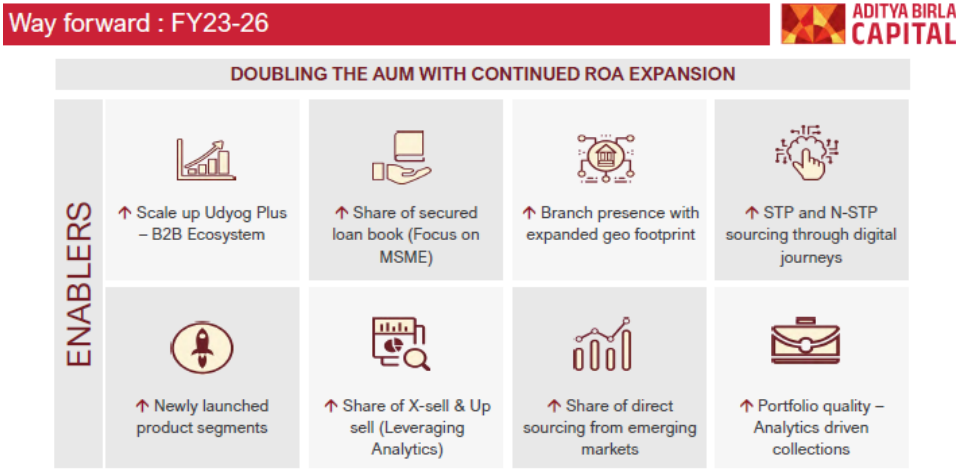 Way forward : FY23-26
ADITYA BIRLA
CAPITAL
DOUBLING THE AUM WITH CONTINUED ROA EXPANSION
ENABLERS
↑ Scale up Udyog Plus
– B2B Ecosystem
↑ Share of secured
loan book (Focus on
MSME)
↑ Branch presence with
expanded geo footprint
↑ STP and N-STP
sourcing through digital
journeys
↑ Newly launched
product segments
↑ Share of X-sell & Up
sell (Leveraging
Analytics)
↑ Share of direct
sourcing from emerging
markets
↑ Portfolio quality –
Analytics driven
collections